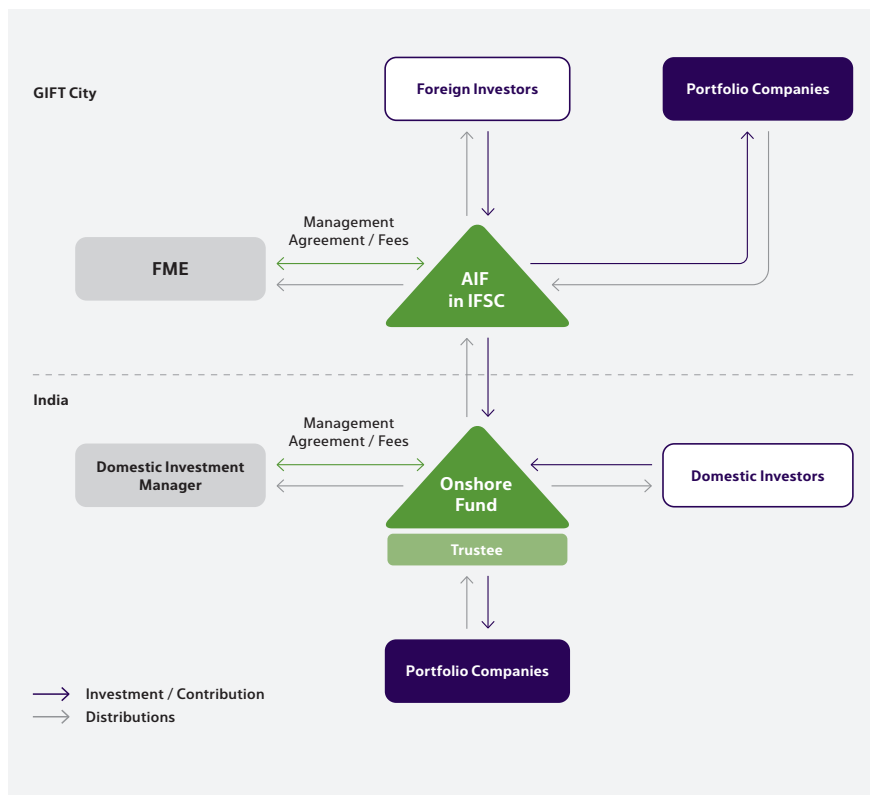 GIFT City
Foreign Investors
Portfolio Companies
Management
Agreement / Fees
FME
AIF
in IFSC
India
Management
Agreement / Fees
Domestic Investment
Manager
Onshore
Fund
Domestic Investors
Trustee
Portfolio Companies
Investment / Contribution
Distributions